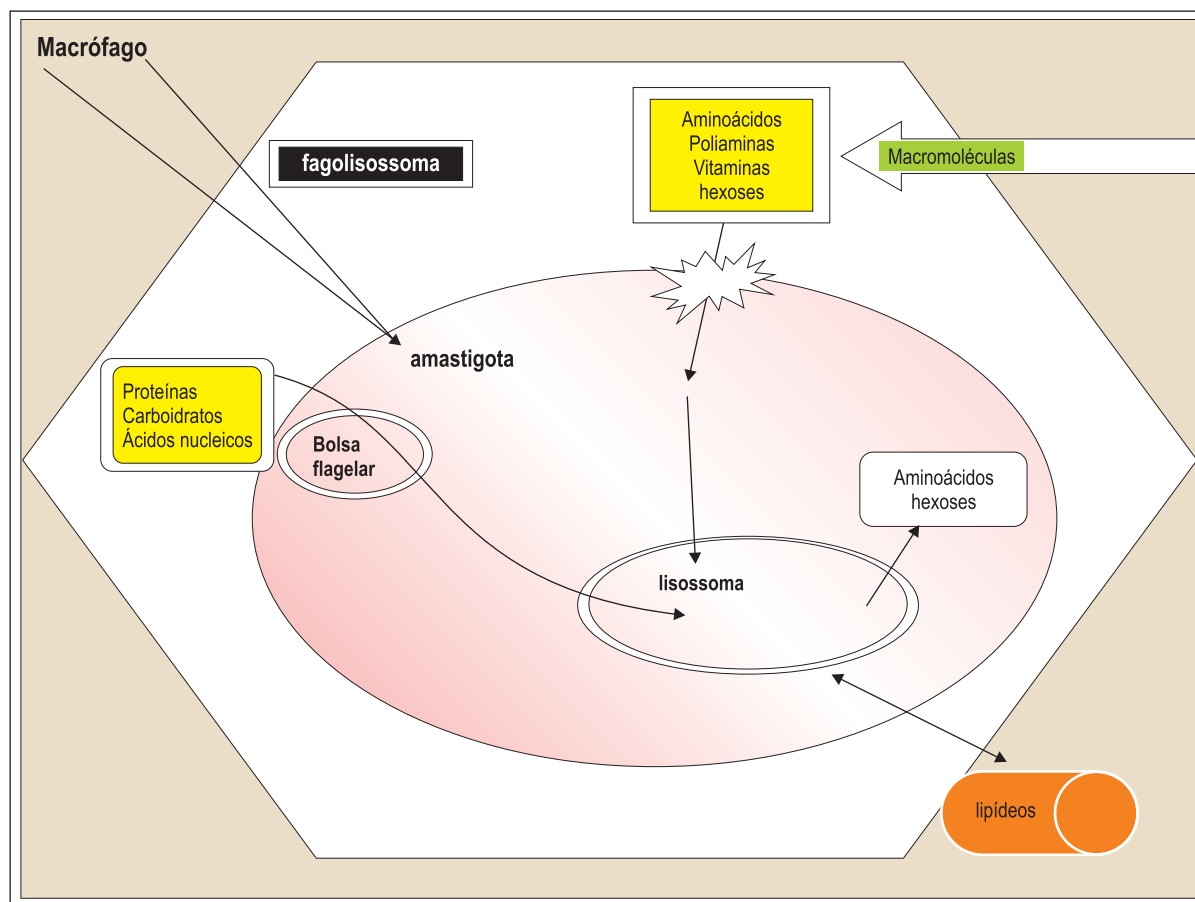 Macrófago
fagolisossoma
Aminoácidos
Poliaminas
Vitaminas
hexoses
Macromoléculas
amastigota
Proteínas
Carboidratos
Ácidos nucleicos
Bolsa
flagelar
Aminoácidos
hexoses
lisossoma
lipídeos